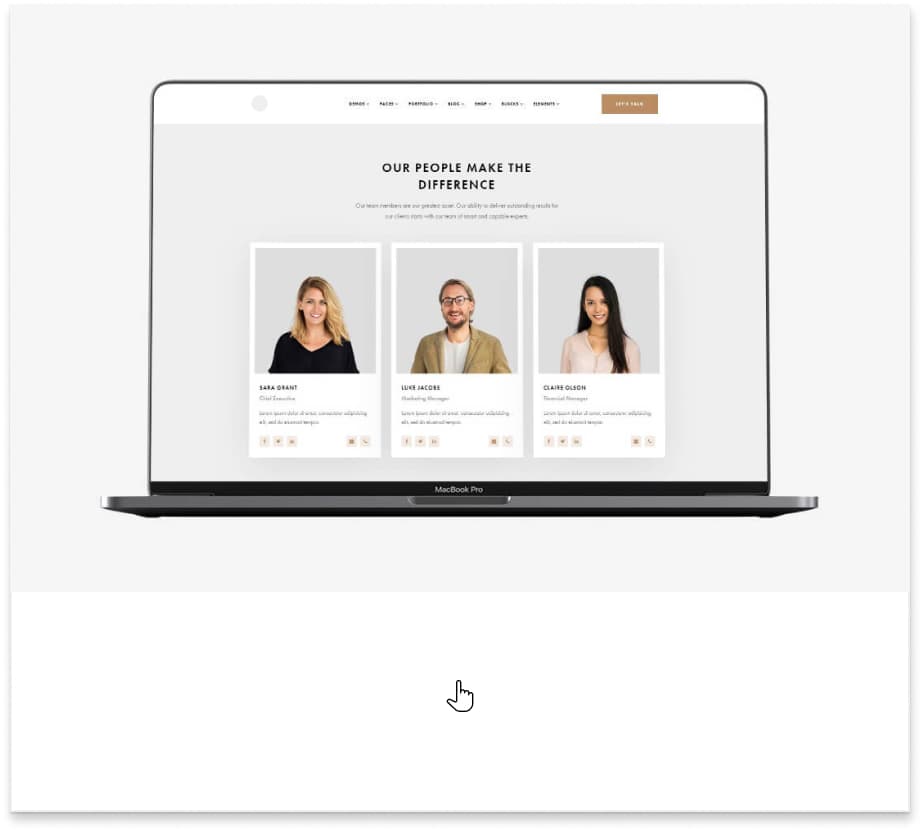 DEMOS PAGES PORTFOLIO BLOG SHOP BLOCKS ELEMENTS LET'S TALK
OUR PEOPLE MAKE THE
DIFFERENCE
Our team members are our greatest asset. Our ability to deliver outstanding results for
our clients starts with our team of smart and capable experts.
SARA GRANT
Chief Executive
Lorem ipsum dolor sit amet, consectetur adipiscing
elit, sed do eiusmod tempor.
LUKE JACOBS
Marketing Manager
Lorem ipsum dolor sit amet, consectetur adipiscing
elit, sed do eiusmod tempor.
CLAIRE OLSON
Financial Manager
Lorem ipsum dolor sit amet, consectetur adipiscing
elit, sed do eiusmod tempor.
MacBook Pro